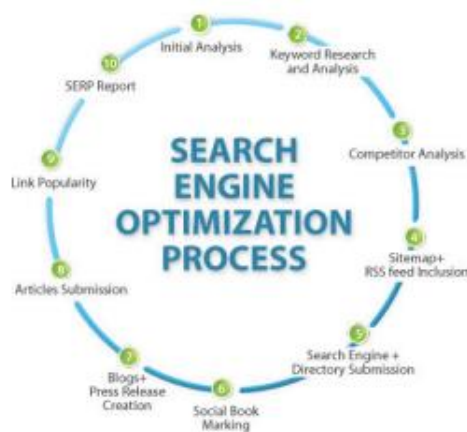 1
Initial Analysis
2
Keyword Research
and Analysis
3
Competitor Analysis
4
Sitemap+
RSS feed Inclusion
5
Search Engine +
Directory Submission
6
Social Book
Marking
7
Blogs+
Press Release
Creation
8
Articles Submission
9
Link Popularity
10
SERP Report
SEARCH
ENGINE
OPTIMIZATION
PROCESS